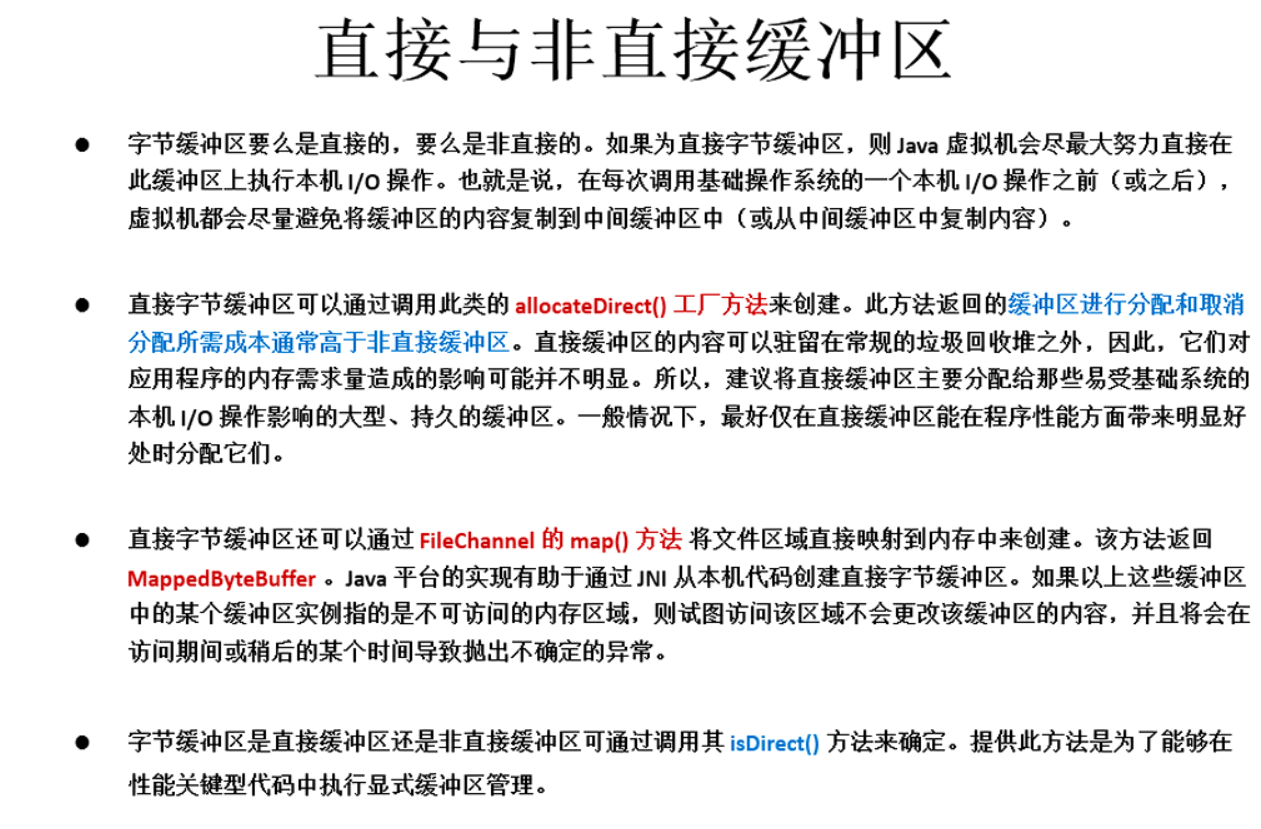 直接与非直接缓冲区
● 字节缓冲区要么是直接的，要么是非直接的。如果为直接字节缓冲区，则 Java 虚拟机会尽最大努力直接在
此缓冲区上执行本机 I/O 操作。也就是说，在每次调用基础操作系统的一个本机 I/O 操作之前（或之后），
虚拟机都会尽量避免将缓冲区的内容复制到中间缓冲区中（或从中间缓冲区中复制内容）。
● 直接字节缓冲区可以通过调用此类的 allocateDirect() 工厂方法来创建。此方法返回的缓冲区进行分配和取消
分配所需成本通常高于非直接缓冲区。直接缓冲区的内容可以驻留在常规的垃圾回收堆之外，因此，它们对
应用程序的内存需求量造成的影响可能并不明显。所以，建议将直接缓冲区主要分配给那些易受基础系统的
本机 I/O 操作影响的大型、持久的缓冲区。一般情况下，最好仅在直接缓冲区能在程序性能方面带来明显好
处时分配它们。
● 直接字节缓冲区还可以通过 FileChannel 的 map() 方法 将文件区域直接映射到内存中来创建。该方法返回
MappedByteBuffer 。Java 平台的实现有助于通过 JNI 从本机代码创建直接字节缓冲区。如果以上这些缓冲区
中的某个缓冲区实例指的是不可访问的内存区域，则试图访问该区域不会更改该缓冲区的内容，并且将会在
访问期间或稍后的某个时间导致抛出不确定的异常。
● 字节缓冲区是直接缓冲区还是非直接缓冲区可通过调用其 isDirect() 方法来确定。提供此方法是为了能够在
性能关键型代码中执行显式缓冲区管理。